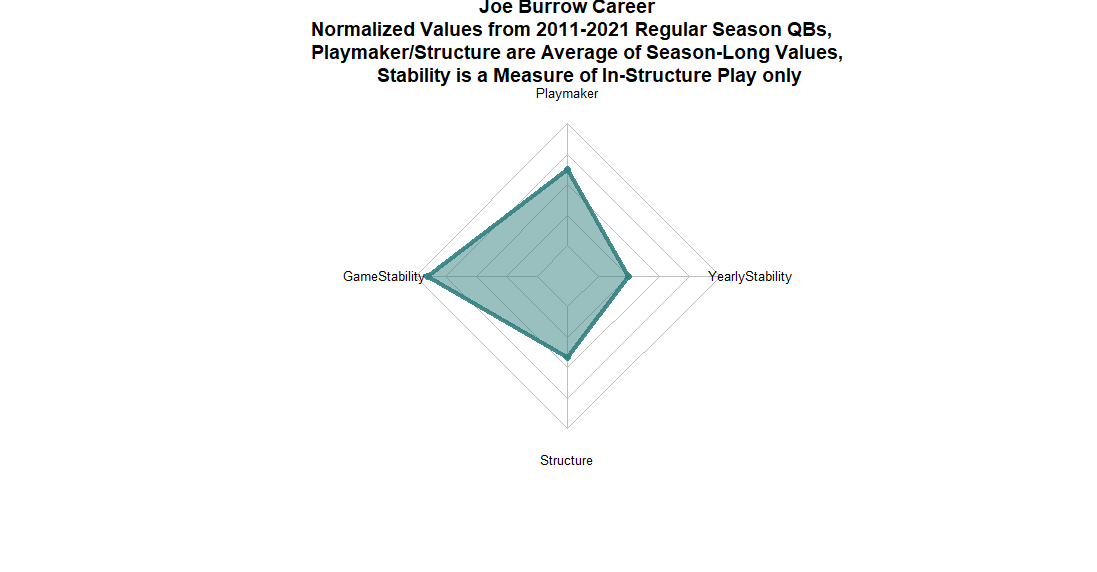 Joe Burrow Career
Normalized Values from 2011-2021 Regular Season QBs,
Playmaker/Structure are Average of Season-Long Values,
Stability is a Measure of In-Structure Play only
Playmaker
GameStability
YearlyStability
Structure